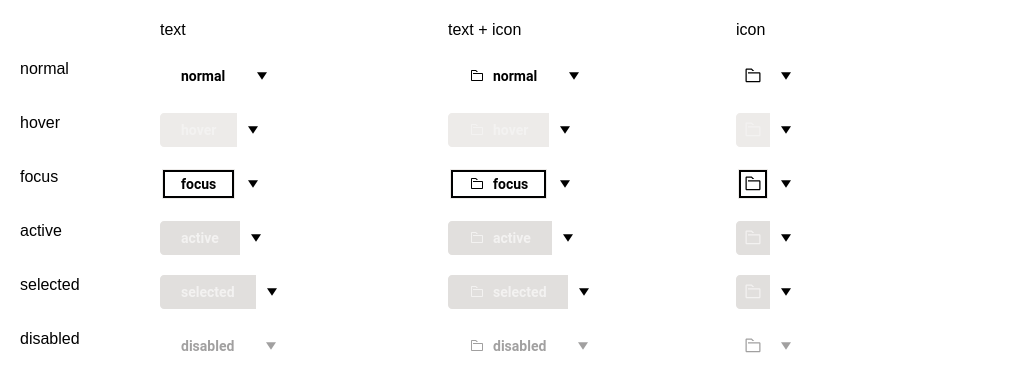 text text + icon icon
normal normal normal
hover hover hover
focus focus focus
active active active
selected selected selected
disabled disabled disabled